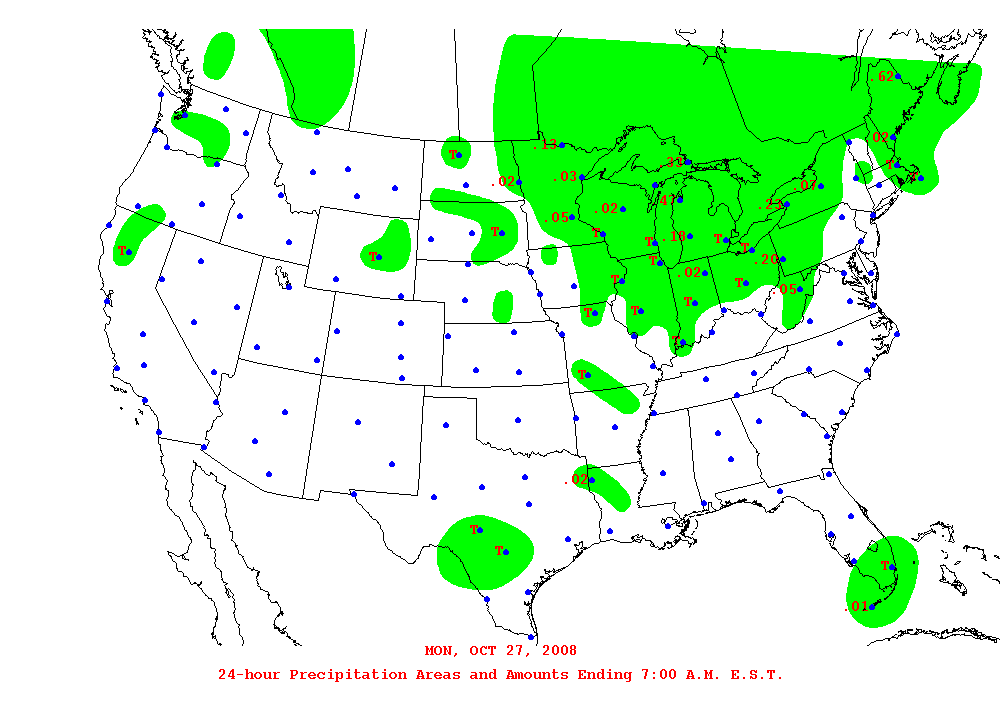 .62
.13
.02
T
.31
T
T
.02
.03
.07
.41
.23
.05
.02
T
T
.18
T
T
T
T
T
.20
.02
T
T
.05
T
T
T
T
T
.02
T
T
T
.01
MON, OCT 27, 2008
24-hour Precipitation Areas and Amounts Ending 7:00 A.M. E.S.T.